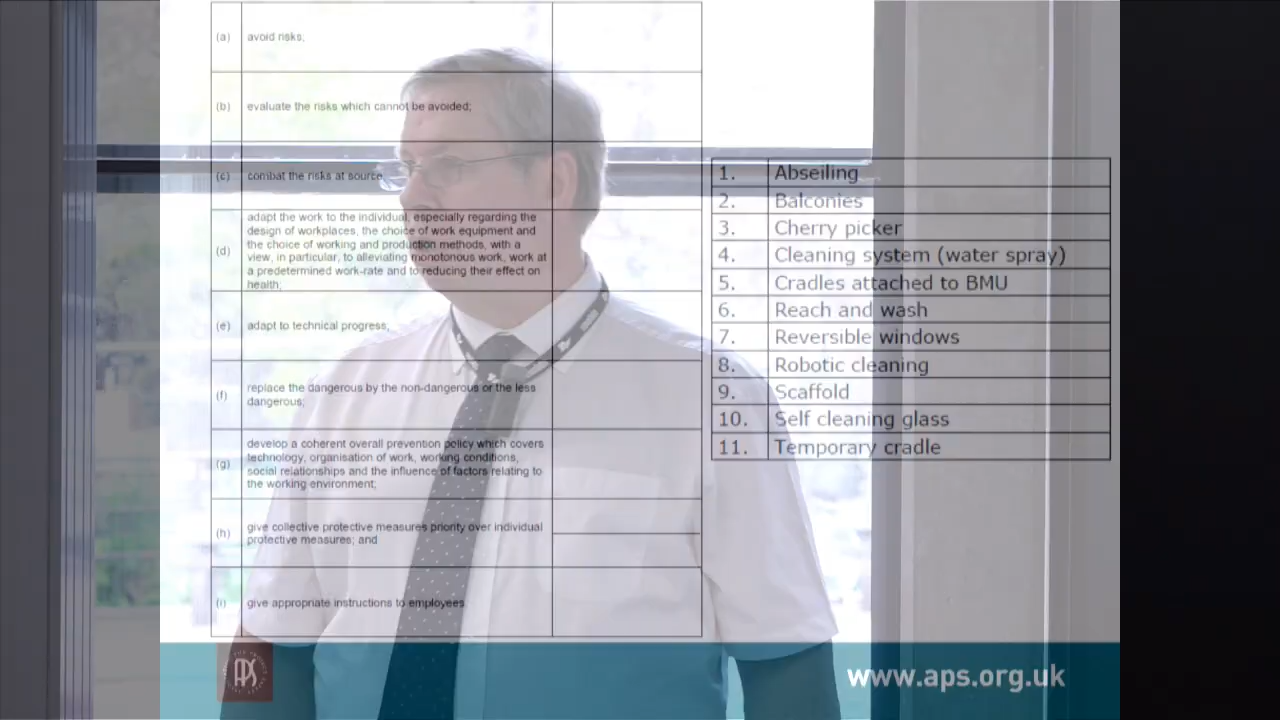 (a) avoid risks;
(b) evaluate the risks which cannot be avoided;
(c) combat the risks at source
(d) adapt the work to the individual, especially regarding the
design of workplaces, the choice of work equipment and
the choice of working and production methods, with a
view, in particular, to alleviating monotonous work, work at
a predetermined work-rate and to reducing their effect on
health;
(e) adapt to technical progress;
(f) replace the dangerous by the non-dangerous or the less
dangerous;
(g) develop a coherent overall prevention policy which covers
technology, organisation of work, working conditions,
social relationships and the influence of factors relating to
the working environment;
(h) give collective protective measures priority over individual
protective measures; and
(i) give appropriate instructions to employees
1. Abseiling
2. Balconies
3. Cherry picker
4. Cleaning system (water spray)
5. Cradles attached to BMU
6. Reach and wash
7. Reversible windows
8. Robotic cleaning
9. Scaffold
10. Self cleaning glass
11. Temporary cradle
APS
www.aps.org.uk